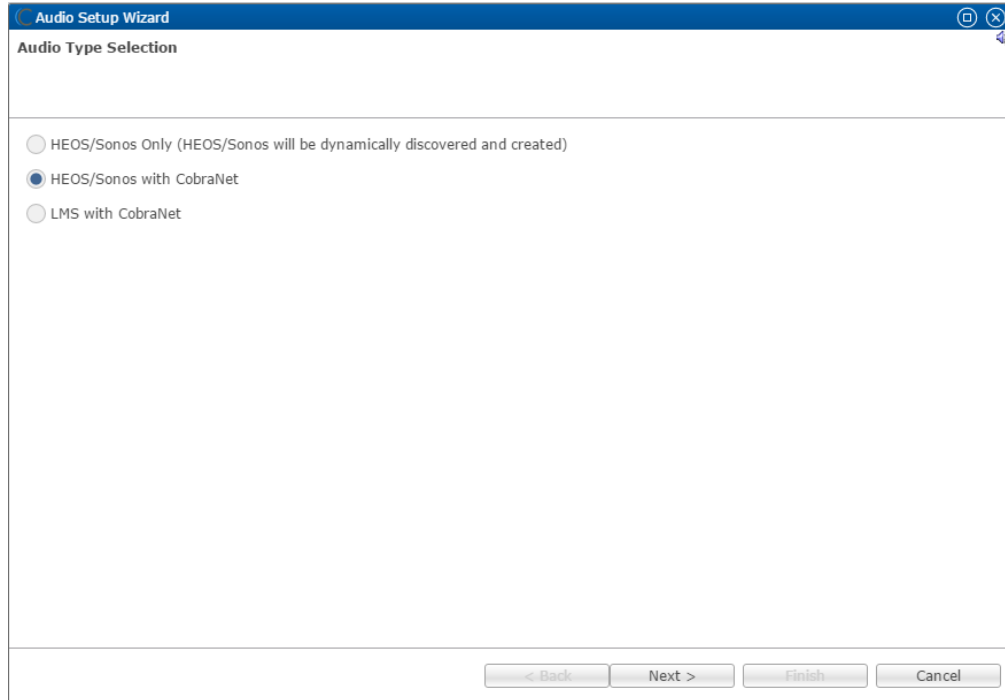 Audio Setup Wizard
Audio Type Selection
HEOS/Sonos Only (HEOS/Sonos will be dynamically discovered and created)
HEOS/Sonos with CobraNet
LMS with CobraNet
< Back Next > Finish Cancel